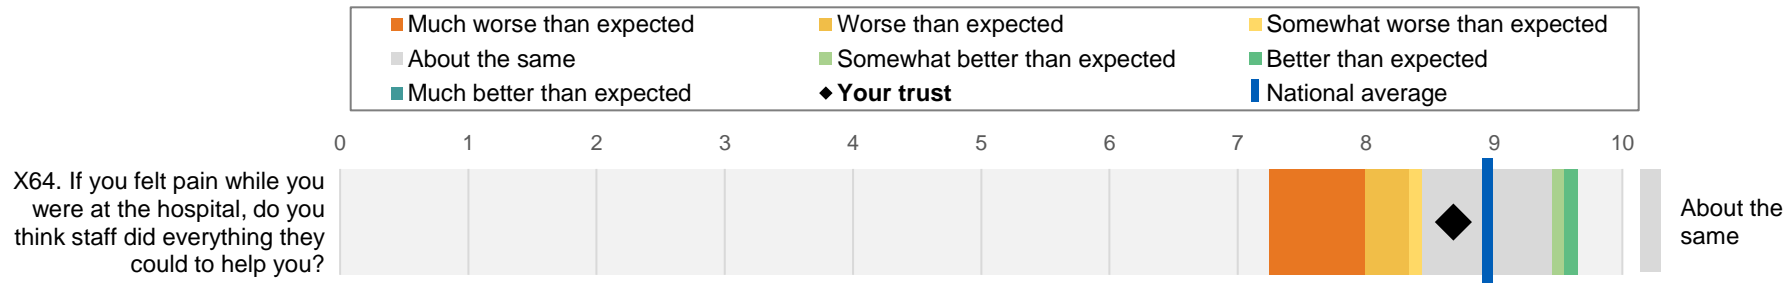 Much worse than expected
Worse than expected
Somewhat worse than expected
About the same
Somewhat better than expected
Better than expected
Much better than expected
Your trust
National average
0 1 2 3 4 5 6 7 8 9 10
X64. If you felt pain while you
were at the hospital, do you
think staff did everything they
could to help you?
About the
same